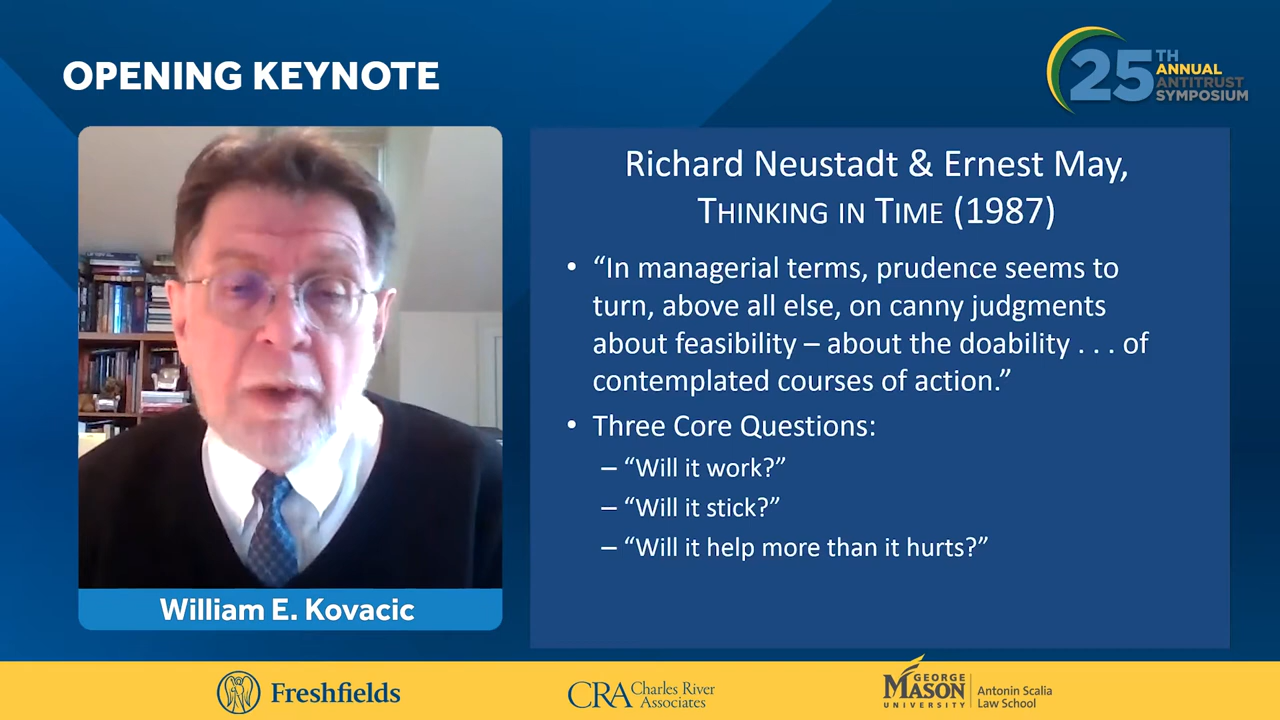 OPENING KEYNOTE
25TH
ANNUAL
ANTITRUST
SYMPOSIUM
Richard Neustadt & Ernest May,
THINKING IN TIME (1987)
• “In managerial terms, prudence seems to
turn, above all else, on canny judgments
about feasibility – about the doability . . . of
contemplated courses of action.”
• Three Core Questions:
– “Will it work?”
– “Will it stick?”
– “Will it help more than it hurts?”
William E. Kovacic
Freshfields
CRA Charles River
Associates
GEORGE
MASON
UNIVERSITY
Antonin Scalia
Law School